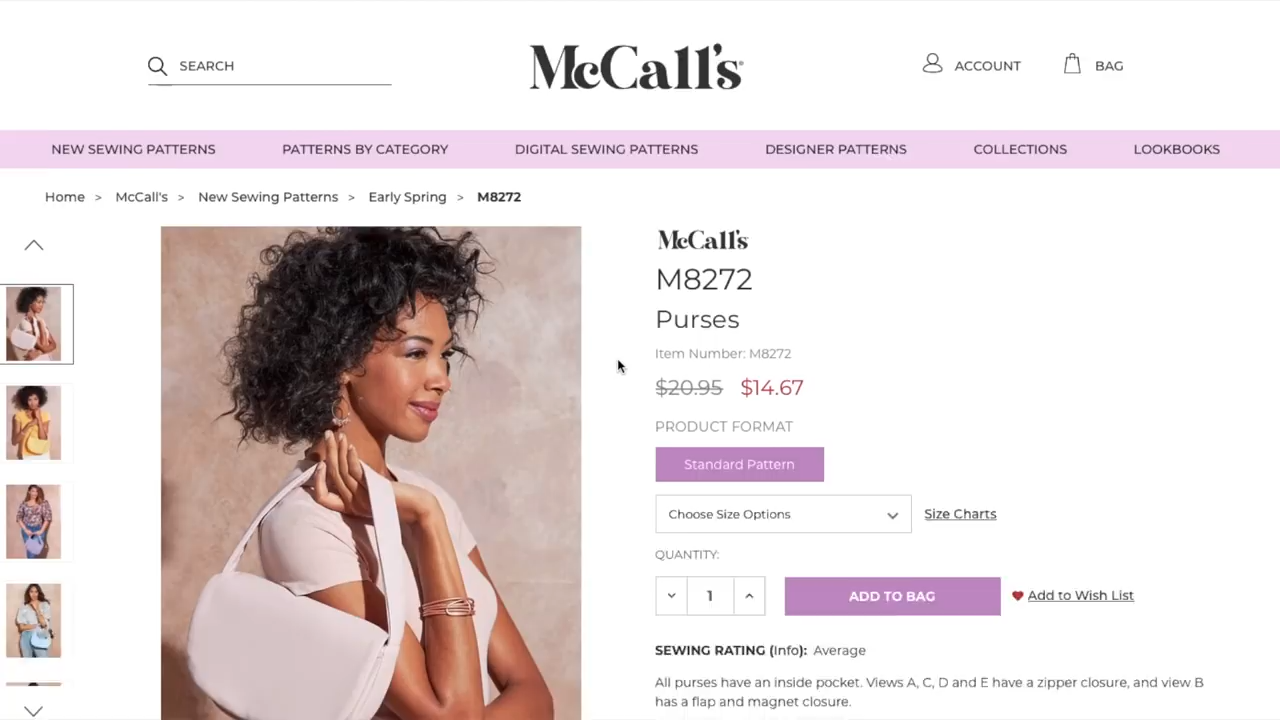 SEARCH
McCall's
ACCOUNT
BAG
NEW SEWING PATTERNS
PATTERNS BY CATEGORY
DIGITAL SEWING PATTERNS
DESIGNER PATTERNS
COLLECTIONS
LOOKBOOKS
Home > McCall's > New Sewing Patterns > Early Spring > M8272
McCall's
M8272
Purses
Item Number: M8272
$20.95 $14.67
PRODUCT FORMAT
Standard Pattern
Choose Size Options
Size Charts
QUANTITY:
1
ADD TO BAG
Add to Wish List
SEWING RATING (Info): Average
All purses have an inside pocket. Views A, C, D and E have a zipper closure, and view B
has a flap and magnet closure.